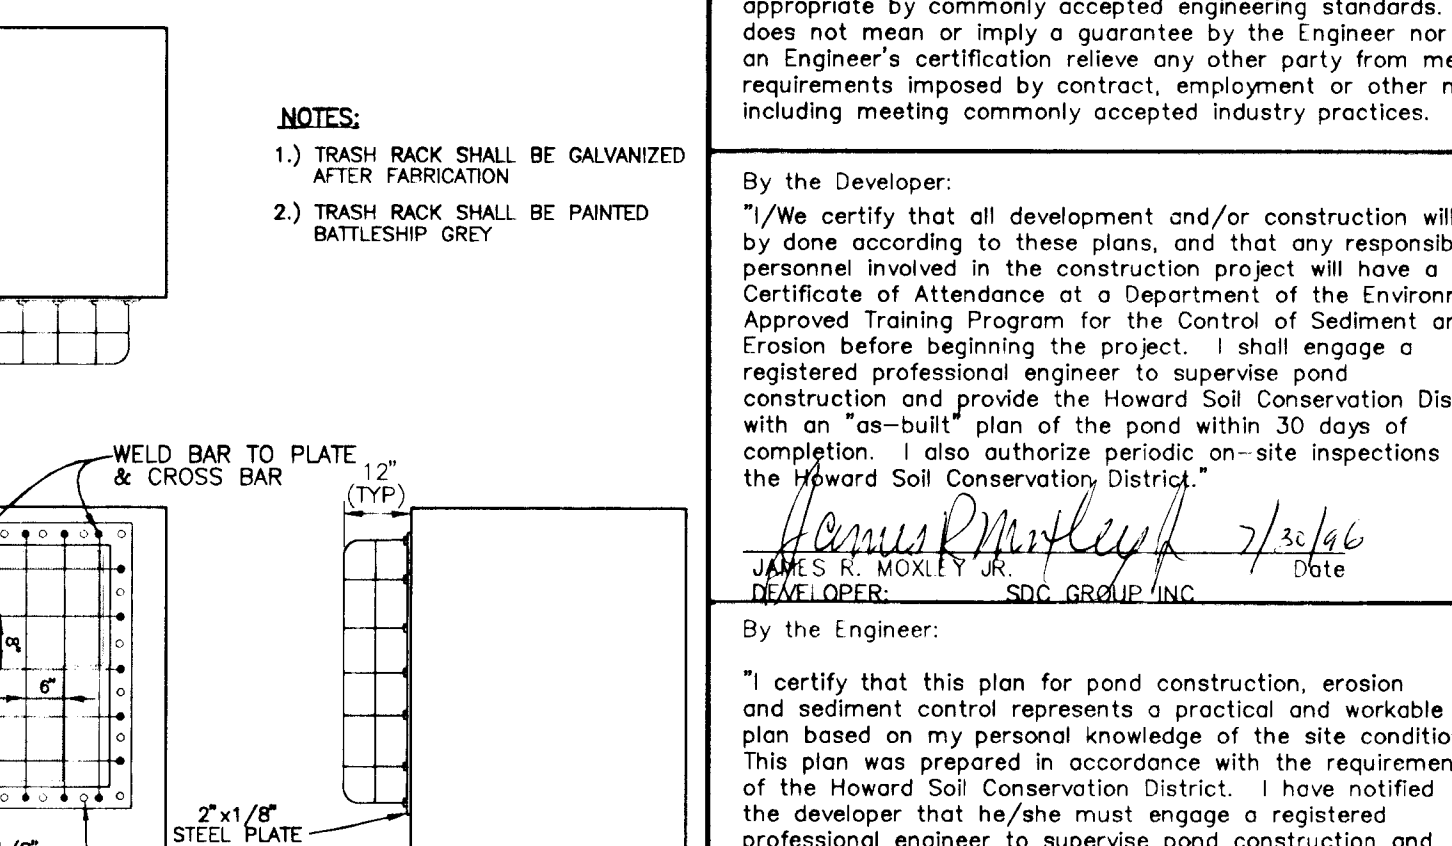 NOTES:
1.) TRASH RACK SHALL BE GALVANIZED
AFTER FABRICATION
2.) TRASH RACK SHALL BE PAINTED
BATTLESHIP GREY
WELD BAR TO PLATE
& CROSS BAR
12"
(TYP)
8"
6"
2"x1/8"
STEEL PLATE
appropriate by commonly accepted engineering standards.
does not mean or imply a guarantee by the Engineer nor
an Engineer's certification relieve any other party from
requirements imposed by contract, employment or other
including meeting commonly accepted industry practices.
By the Developer:
"I/We certify that all development and/or construction will
by done according to these plans, and that any responsib
personnel involved in the construction project will have a
Certificate of Attendance at a Department of the Environ
Approved Training Program for the Control of Sediment
Erosion before beginning the project. I shall engage a
registered professional engineer to supervise pond
construction and provide the Howard Soil Conservation Dis
with an "as-built" plan of the pond within 30 days of
completion. I also authorize periodic on-site inspections
the Howard Soil Conservation District."
James R Moxley Jr 7/30/96
JAMES R. MOXLEY JR. Date
DEVELOPER: SDC GROUP INC
By the Engineer:
"I certify that this plan for pond construction, erosion
and sediment control represents a practical and workable
plan based on my personal knowledge of the site conditio
This plan was prepared in accordance with the requiremen
of the Howard Soil Conservation District. I have notified
the developer that he/she must engage a registered
professional engineer to supervise pond construction and